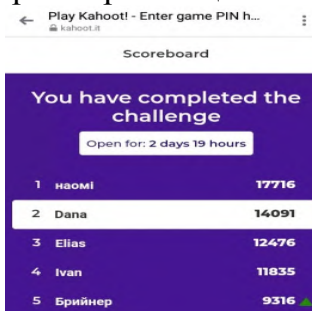 Play Kahoot! - Enter game PIN h...
kahoot.it
Scoreboard
You have completed the
challenge
Open for: 2 days 19 hours
1 наомі 17716
2 Dana 14091
3 Elias 12476
4 Ivan 11835
5 Брийнер 9316